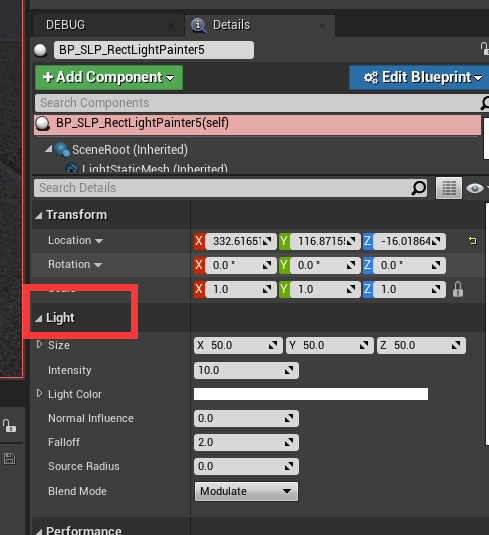 DEBUG
Details
BP_SLP_RectLightPainter5
+Add Component
Edit Blueprint
Search Components
BP_SLP_RectLightPainter5(self)
SceneRoot (Inherited)
LightStaticMesh (Inherited)
Search Details
Transform
Location X 332.6165 Y 116.8715 Z -16.01864
Rotation X 0.0 ° Y 0.0 ° Z 0.0 °
Scale X 1.0 Y 1.0 Z 1.0
Light
Size X 50.0 Y 50.0 Z 50.0
Intensity 10.0
Light Color
Normal Influence 0.0
Falloff 2.0
Source Radius 0.0
Blend Mode Modulate
Performance